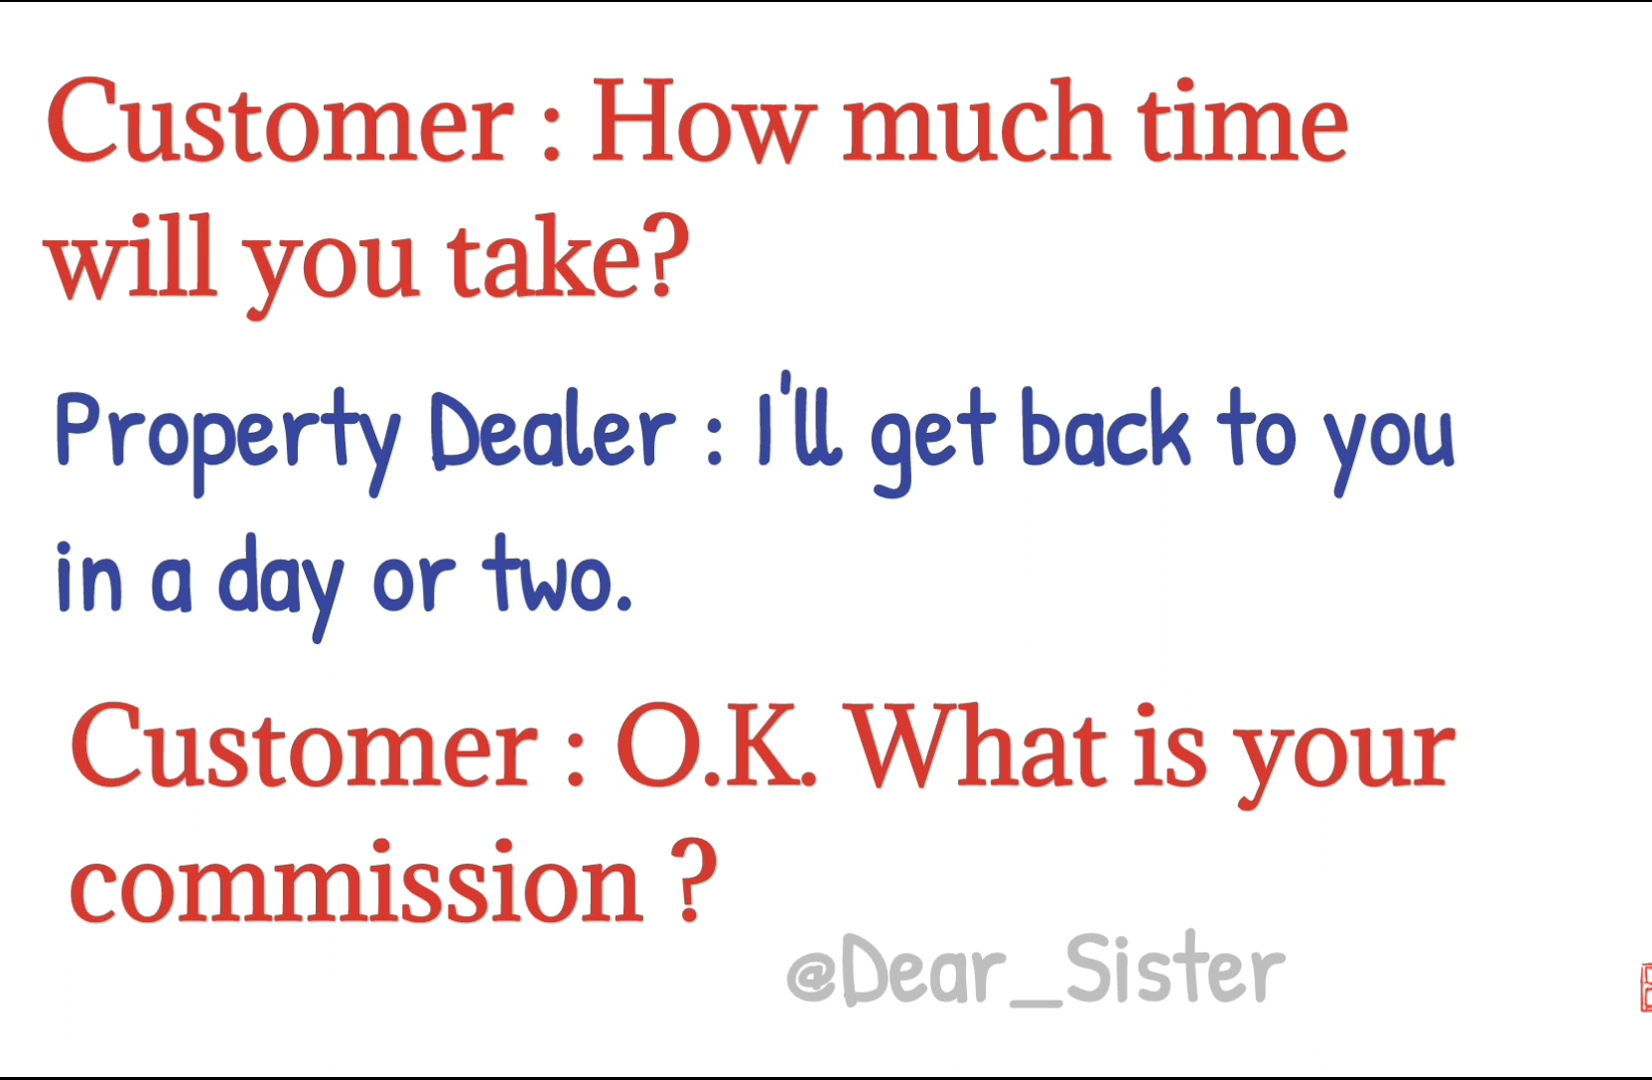 Customer : How much time
will you take?
Property Dealer : I'll get back to you
in a day or two.
Customer : O.K. What is your
commission ?
@Dear_Sister